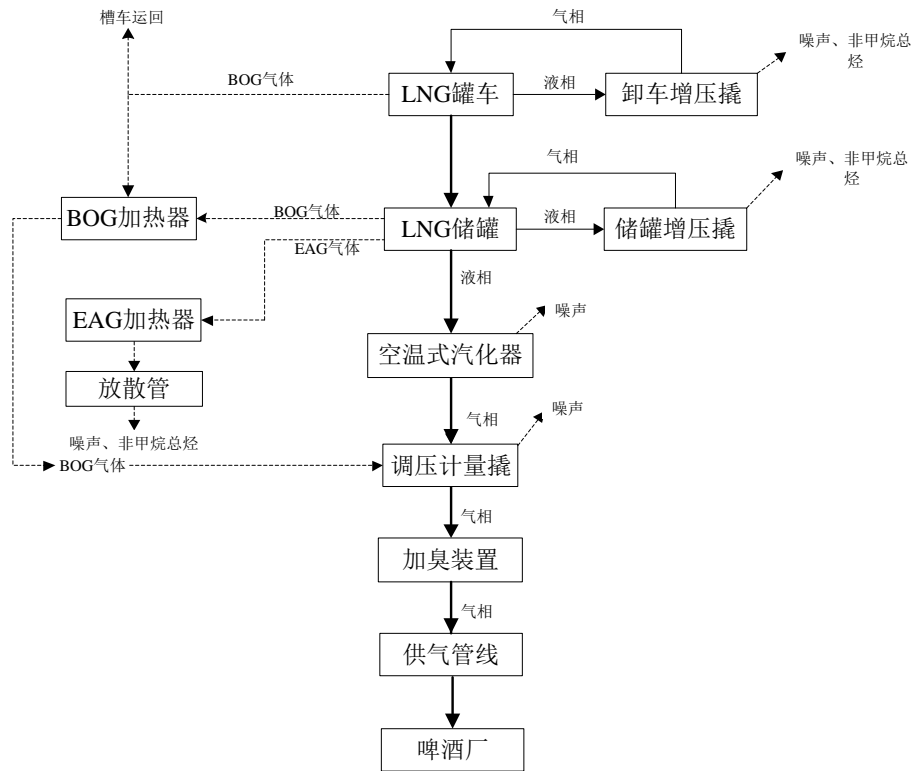 气相
槽车运回
噪声、非甲烷总
烃
BOG气体
LNG罐车
液相
卸车增压撬
气相
噪声、非甲烷总
烃
BOG加热器
BOG气体
LNG储罐
液相
储罐增压撬
EAG气体
液相
EAG加热器
噪声
空温式汽化器
放散管
气相
噪声
噪声、非甲烷总烃
BOG气体
调压计量撬
气相
加臭装置
气相
供气管线
啤酒厂